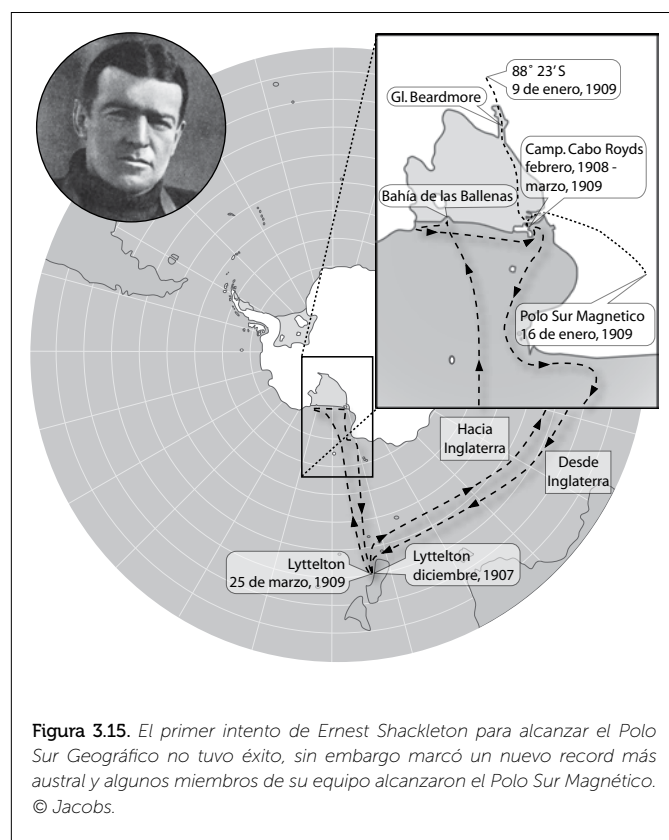 88˚ 23’S
9 de enero, 1909
Gl. Beardmore
Camp. Cabo Royds
febrero, 1908 -
marzo, 1909
Bahía de las Ballenas
Polo Sur Magnetico
16 de enero, 1909
Hacia
Inglaterra
Desde
Inglaterra
Lyttelton
25 de marzo, 1909
Lyttelton
diciembre, 1907
Figura 3.15. El primer intento de Ernest Shackleton para alcanzar el Polo
Sur Geográfico no tuvo éxito, sin embargo marcó un nuevo record más
austral y algunos miembros de su equipo alcanzaron el Polo Sur Magnético.
© Jacobs.